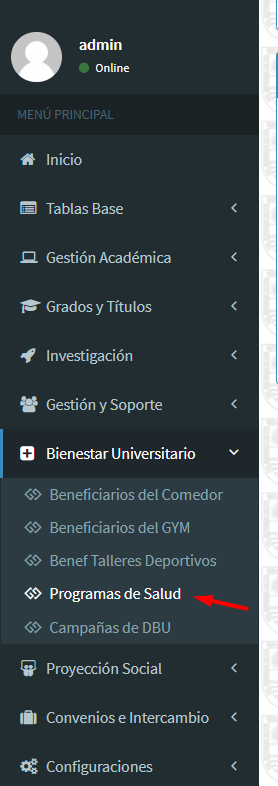 admin
Online
MENÚ PRINCIPAL
Inicio
Tablas Base
Gestión Académica
Grados y Títulos
Investigación
Gestión y Soporte
Bienestar Universitario
Beneficiarios del Comedor
Beneficiarios del GYM
Benef Talleres Deportivos
Programas de Salud
Campañas de DBU
Proyección Social
Convenios e Intercambio
Configuraciones